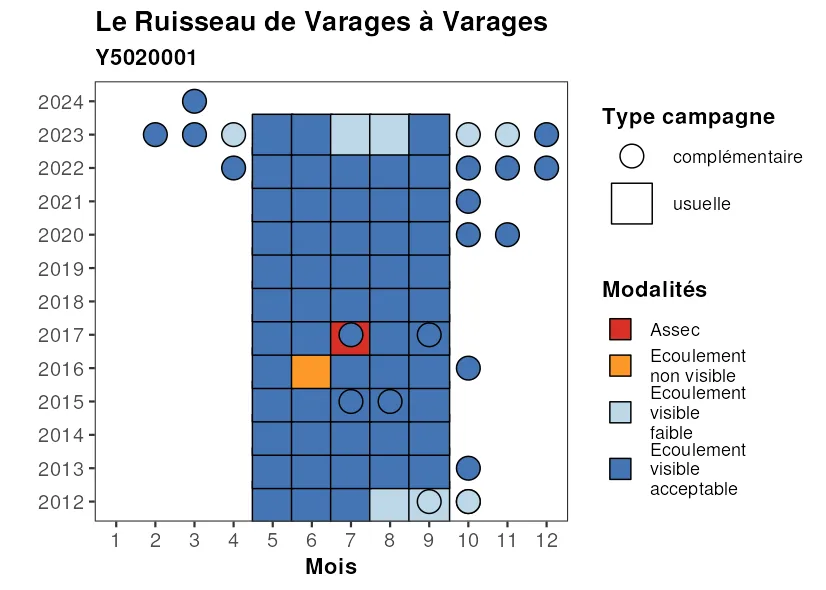 Le Ruisseau de Varages à Varages
Y5020001
2024
2023
2022
2021
2020
2019
2018
2017
2016
2015
2014
2013
2012
1 2 3 4 5 6 7 8 9 10 11 12
Mois
Type campagne
complémentaire
usuelle
Modalités
Assec
Ecoulement
non visible
Ecoulement
visible
faible
Ecoulement
visible
acceptable